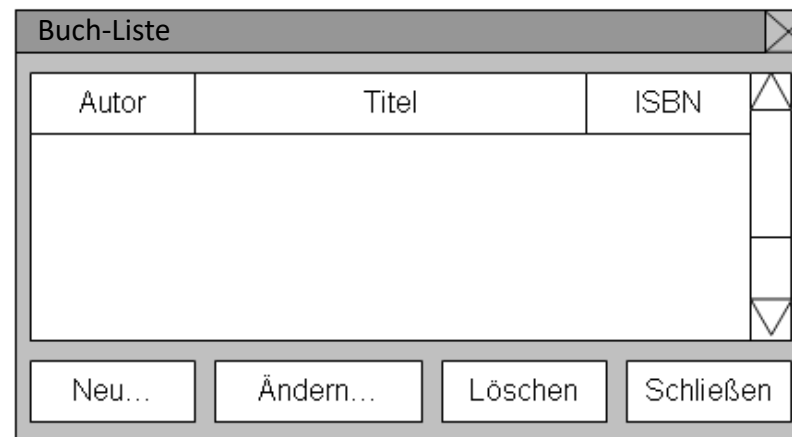 Buch-Liste
Autor Titel ISBN
Neu... Ändern... Löschen Schließen